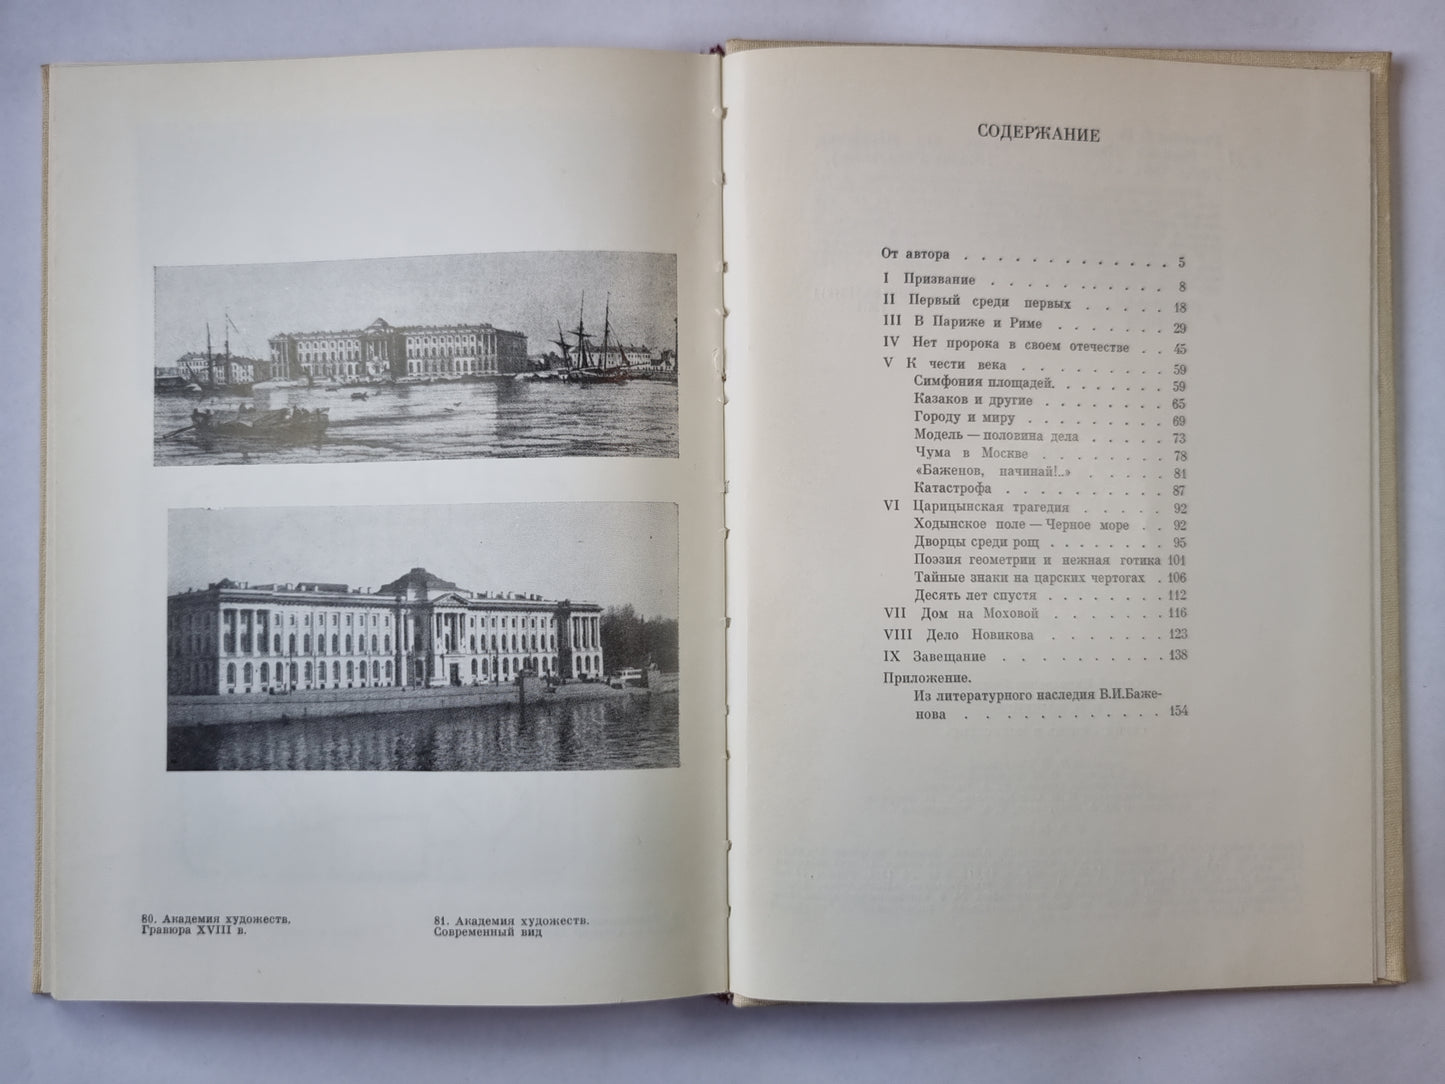 80. Академия художеств.
Гравюра XVIII в.
81. Академия художеств.
Современный вид
СОДЕРЖАНИЕ
От автора . . . . . . . . . . . . . 5
I Призвание . . . . . . . . . . . 8
II Первый среди первых . . . . . 18
III В Париже и Риме . . . . . . . 29
IV Нет пророка в своем отечестве . . 45
V К чести века . . . . . . . . . 59
Симфония площадей. . . . . . . 59
Казаков и другие . . . . . . . 65
Городу и миру . . . . . . . . 69
Модель — половина дела . . . . . 73
Чума в Москве . . . . . . . 78
«Баженов, начинай!..» . . . . . 81
Катастрофа . . . . . . . . . 87
VI Царицынская трагедия . . . . . 92
Ходынское поле — Черное море . . 92
Дворцы среди рощ . . . . . . . 95
Поэзия геометрии и нежная готика 101
Тайные знаки на царских чертогах . 106
Десять лет спустя . . . . . . . 112
VII Дом на Моховой . . . . . . . 116
VIII Дело Новикова . . . . . . . 123
IX Завещание . . . . . . . . . 138
Приложение.
Из литературного наследия В.И.Баже-
нова . . . . . . . . . . . 154